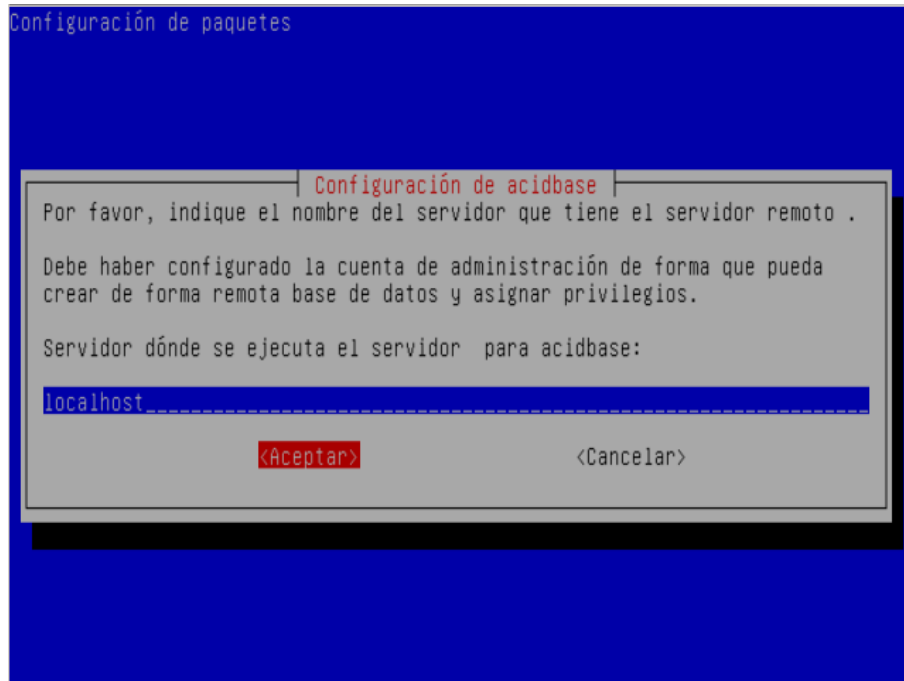 Configuración de paquetes
Configuración de acidbase
Por favor, indique el nombre del servidor que tiene el servidor remoto .
Debe haber configurado la cuenta de administración de forma que pueda
crear de forma remota base de datos y asignar privilegios.
Servidor dónde se ejecuta el servidor  para acidbase:
localhost_______________________________________________________________
<Aceptar> <Cancelar>